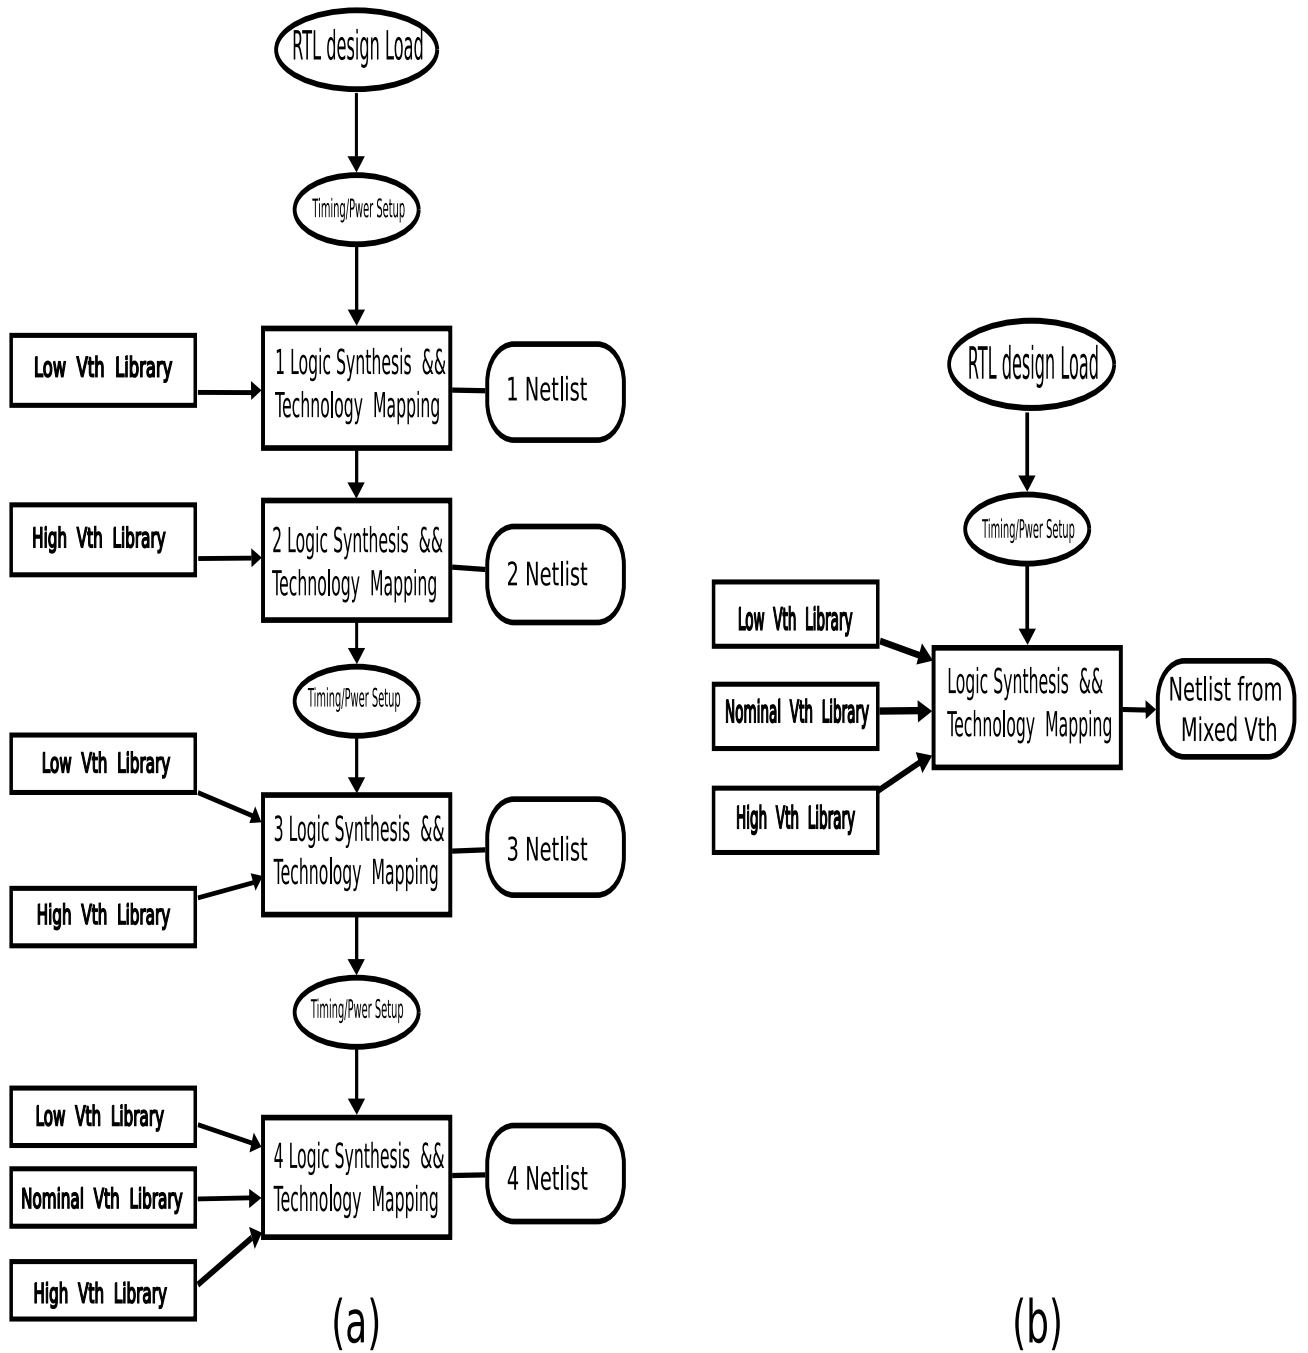 RTL design Load
Timing/Pwer Setup
Low Vth Library
1 Logic Synthesis &&
Technology Mapping
1 Netlist
High Vth Library
2 Logic Synthesis &&
Technology Mapping
2 Netlist
Timing/Pwer Setup
Low Vth Library
3 Logic Synthesis &&
Technology Mapping
3 Netlist
High Vth Library
Timing/Pwer Setup
Low Vth Library
4 Logic Synthesis &&
Technology Mapping
4 Netlist
Nominal Vth Library
High Vth Library
(a)
RTL design Load
Timing/Pwer Setup
Low Vth Library
Nominal Vth Library
High Vth Library
Logic Synthesis &&
Technology Mapping
Netlist from
Mixed Vth
(b)